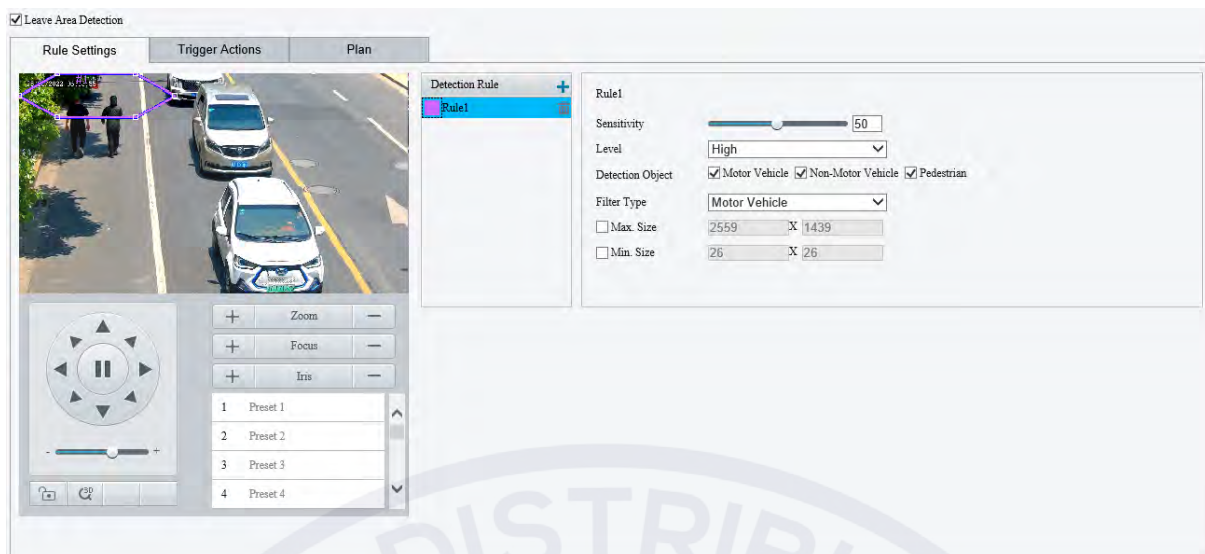 Leave Area Detection
Rule Settings Trigger Actions Plan
Detection Rule
Rule1
Rule1
Sensitivity 50
Level High
Detection Object Motor Vehicle Non-Motor Vehicle Pedestrian
Filter Type Motor Vehicle
Max. Size 2559 X 1439
Min. Size 26 X 26
+ Zoom −
+ Focus −
+ Iris −
1 Preset 1
2 Preset 2
3 Preset 3
4 Preset 4
- +
3D
DISTRIB